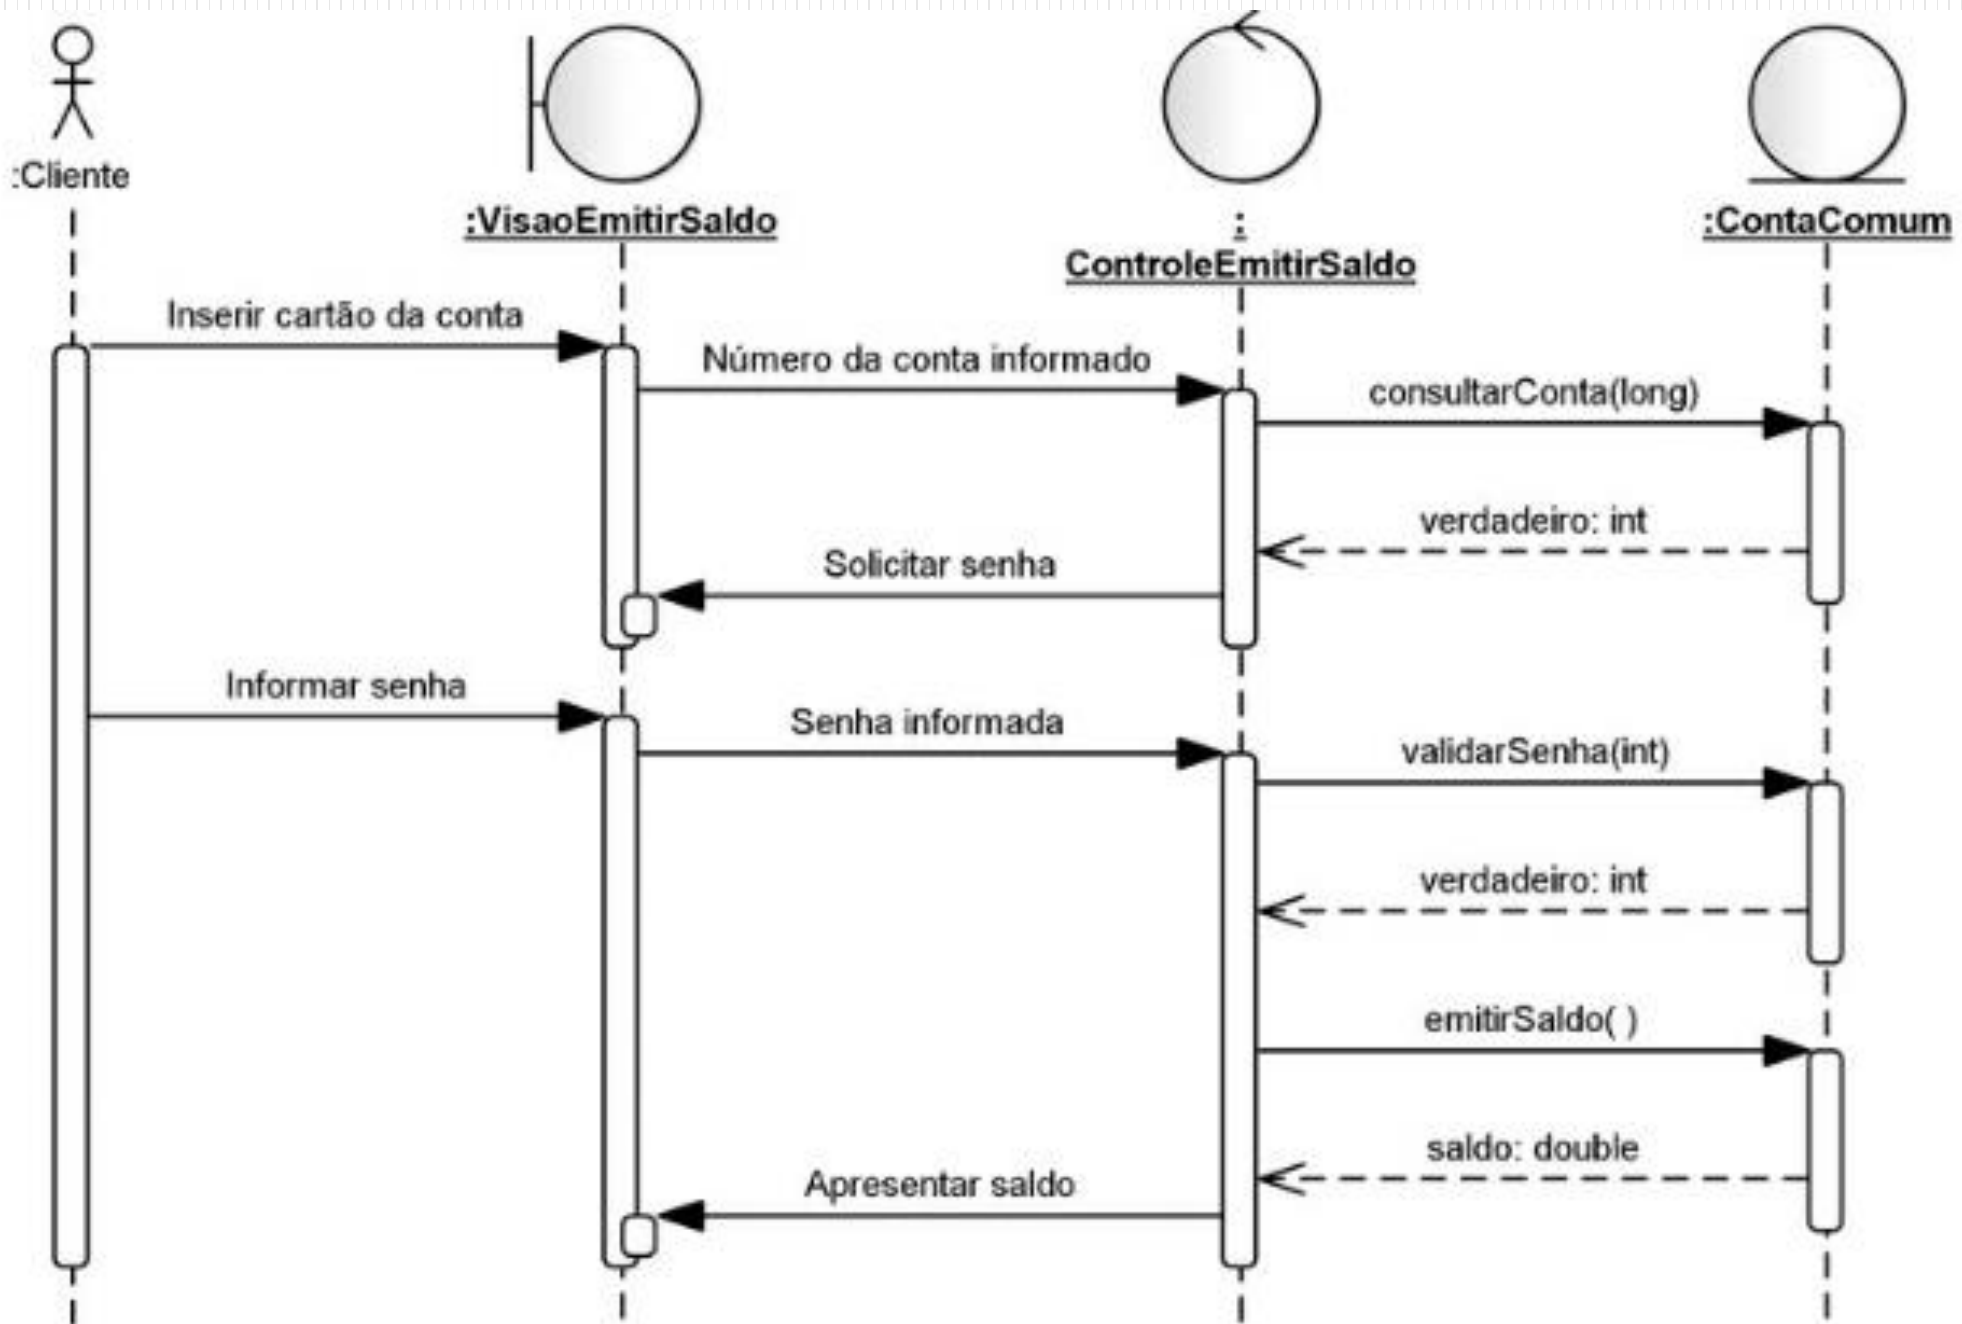 :Cliente
:VisaoEmitirSaldo
:
ControleEmitirSaldo
:ContaComum
Inserir cartão da conta
Número da conta informado
consultarConta(long)
verdadeiro: int
Solicitar senha
Informar senha
Senha informada
validarSenha(int)
verdadeiro: int
emitirSaldo( )
saldo: double
Apresentar saldo